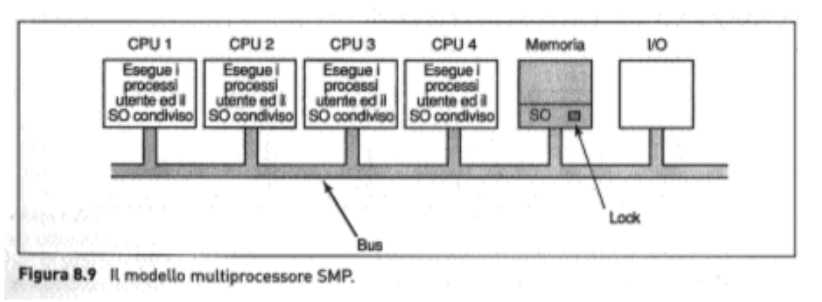 CPU 1 CPU 2 CPU 3 CPU 4 Memoria I/O
Esegue i Esegue i Esegue i Esegue i
processi processi processi processi
utente ed il utente ed il utente ed il utente ed il
SO condiviso SO condiviso SO condiviso SO condiviso SO
Lock
Bus
Figura 8.9 Il modello multiprocessore SMP.